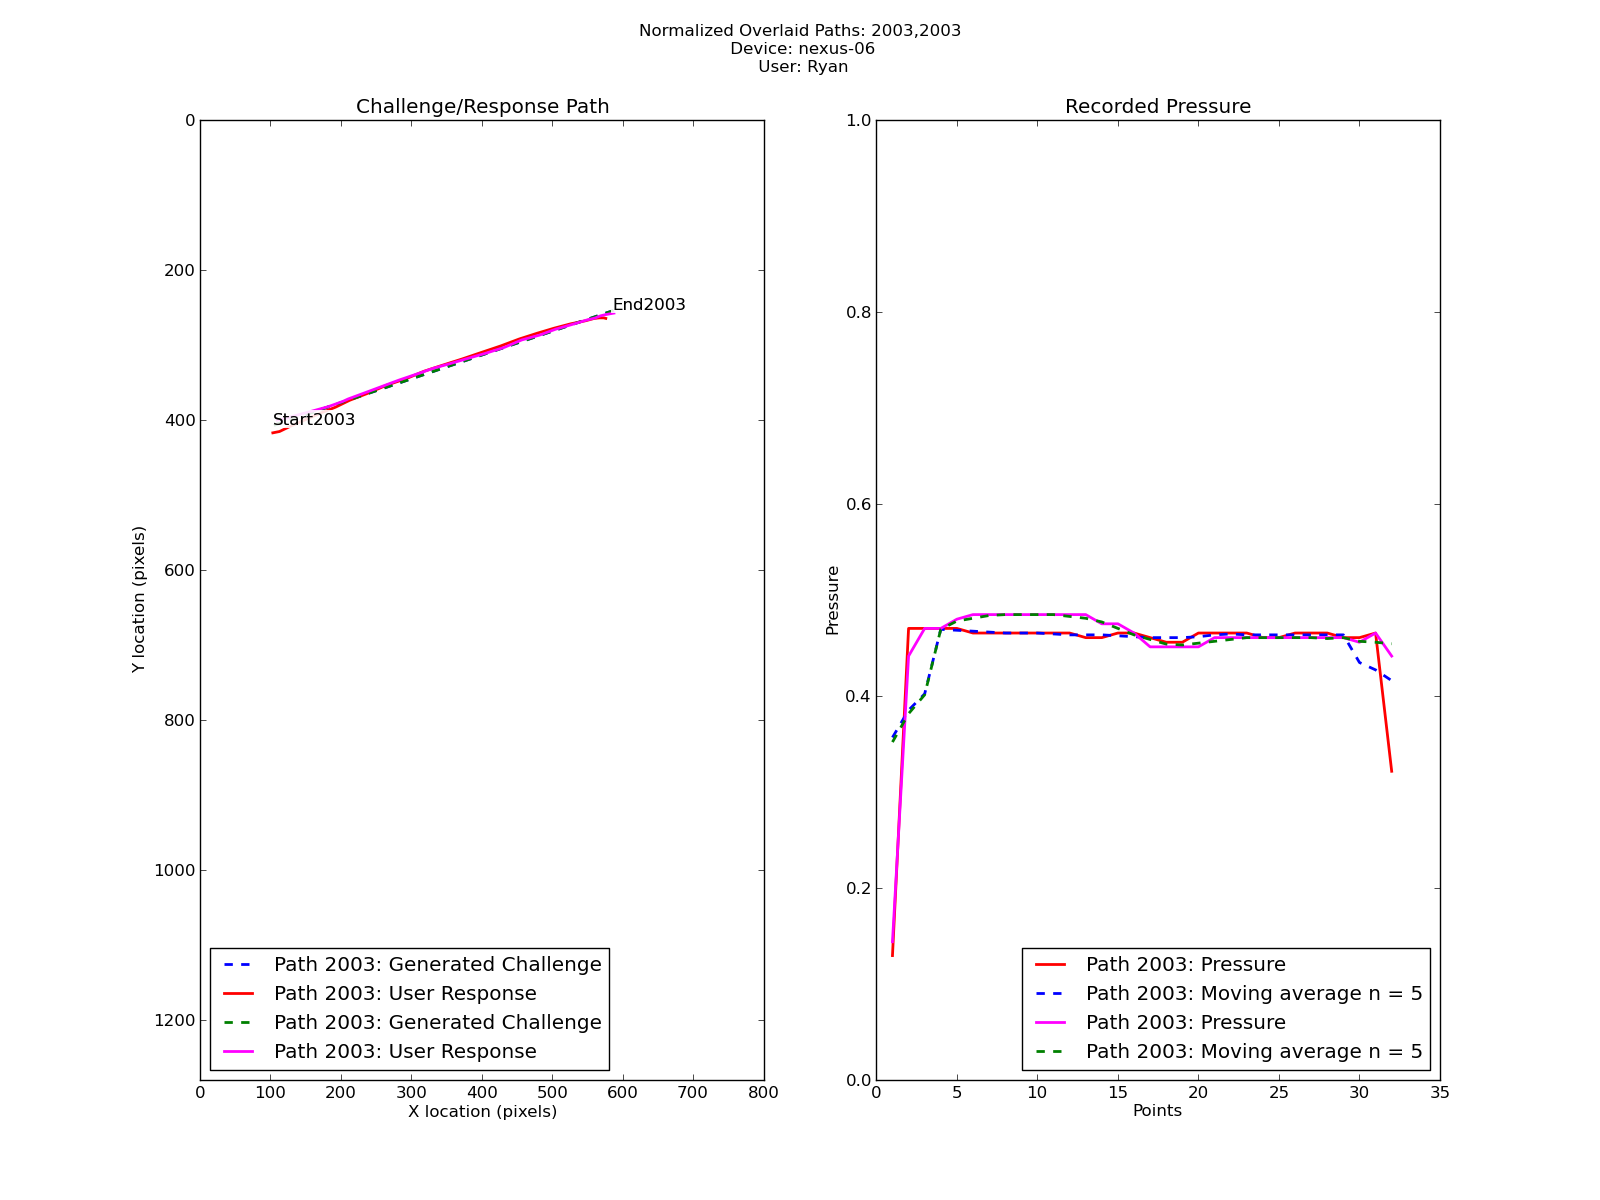 Normalized Overlaid Paths: 2003,2003
Device: nexus-06
User: Ryan
Challenge/Response Path
0
200
400
600
800
1000
1200
Y location (pixels)
End2003
Start2003
Path 2003: Generated Challenge
Path 2003: User Response
Path 2003: Generated Challenge
Path 2003: User Response
0 100 200 300 400 500 600 700 800
X location (pixels)
Recorded Pressure
1.0
0.8
0.6
0.4
0.2
0.0
Pressure
Path 2003: Pressure
Path 2003: Moving average n = 5
Path 2003: Pressure
Path 2003: Moving average n = 5
0 5 10 15 20 25 30 35
Points